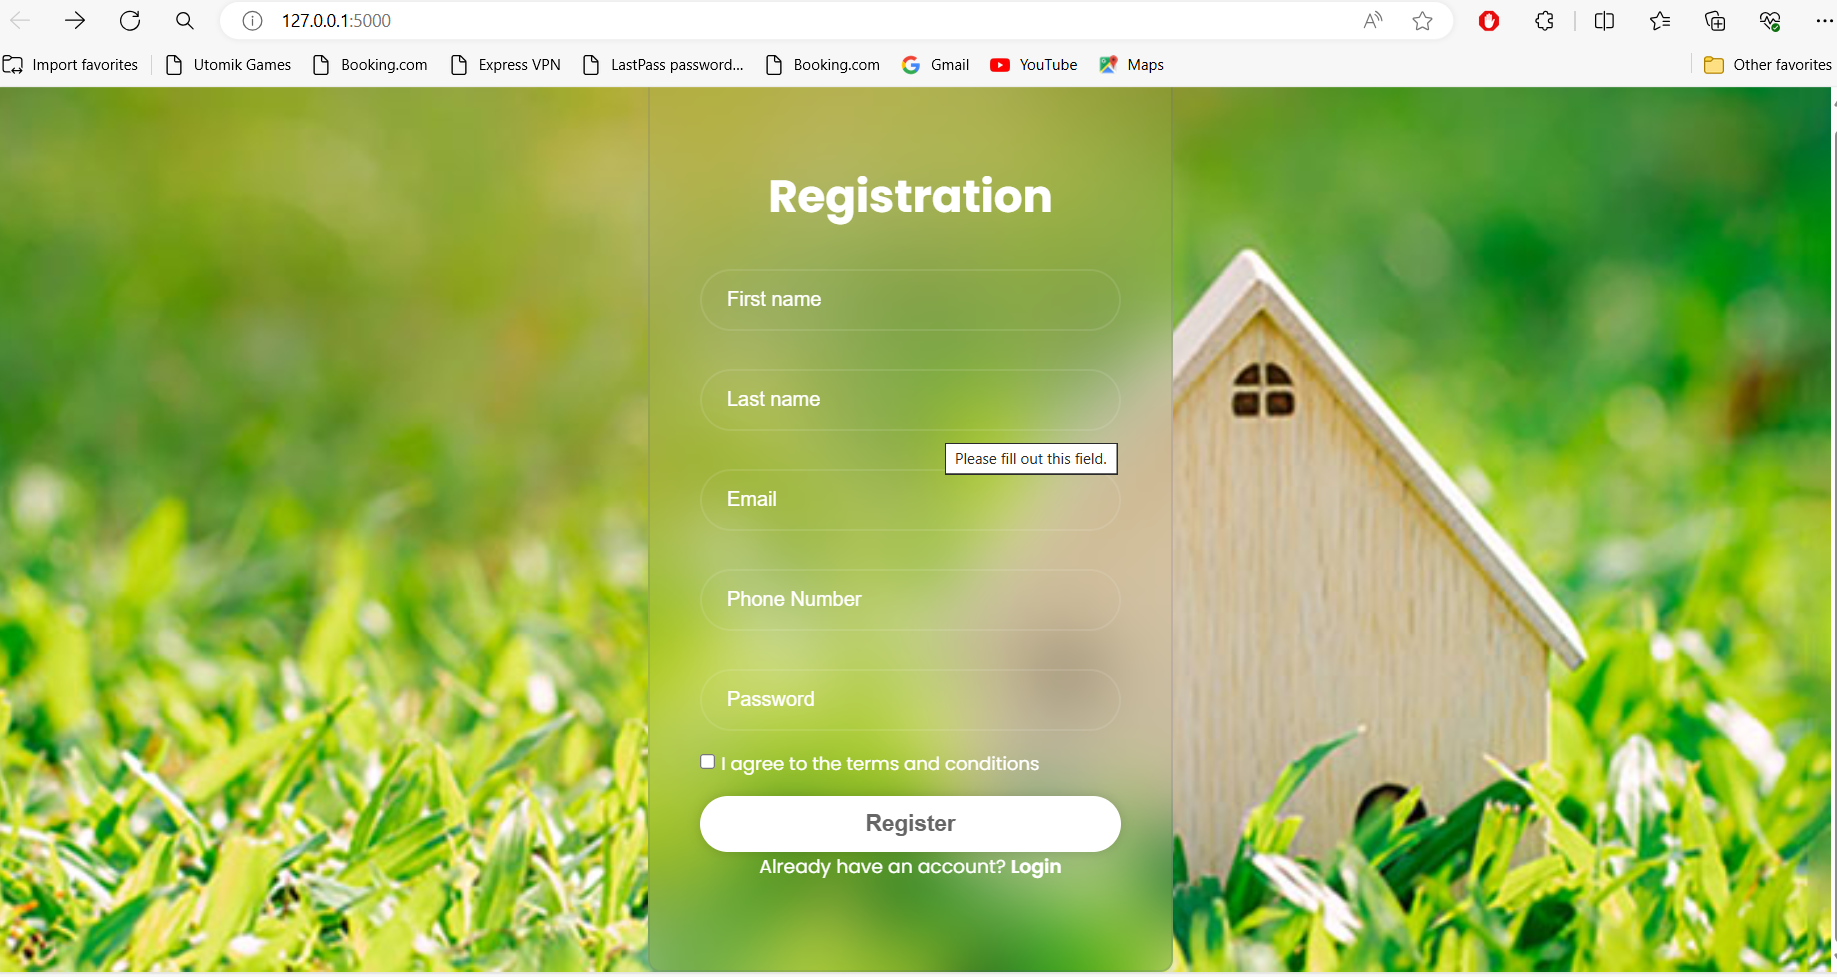 127.0.0.1:5000
Import favorites Utomik Games Booking.com Express VPN LastPass password... Booking.com Gmail YouTube Maps Other favorites
Registration
First name
Last name
Please fill out this field.
Email
Phone Number
Password
I agree to the terms and conditions
Register
Already have an account? Login